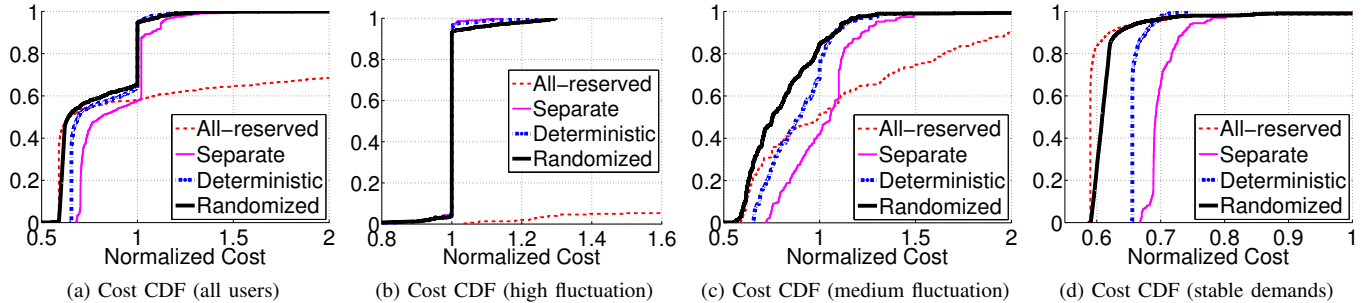 1
0.8
0.6
0.4
0.2
0
0.5
1
1.5
2
Normalized Cost
All−reserved
Separate
Deterministic
Randomized
(a) Cost CDF (all users)
1
0.8
0.6
0.4
0.2
0
0.8
1
1.2
1.4
1.6
Normalized Cost
All−reserved
Separate
Deterministic
Randomized
(b) Cost CDF (high fluctuation)
1
0.8
0.6
0.4
0.2
0
0.5
1
1.5
2
Normalized Cost
All−reserved
Separate
Deterministic
Randomized
(c) Cost CDF (medium fluctuation)
1
0.8
0.6
0.4
0.2
0
0.6
0.7
0.8
0.9
1
Normalized Cost
All−reserved
Separate
Deterministic
Randomized
(d) Cost CDF (stable demands)